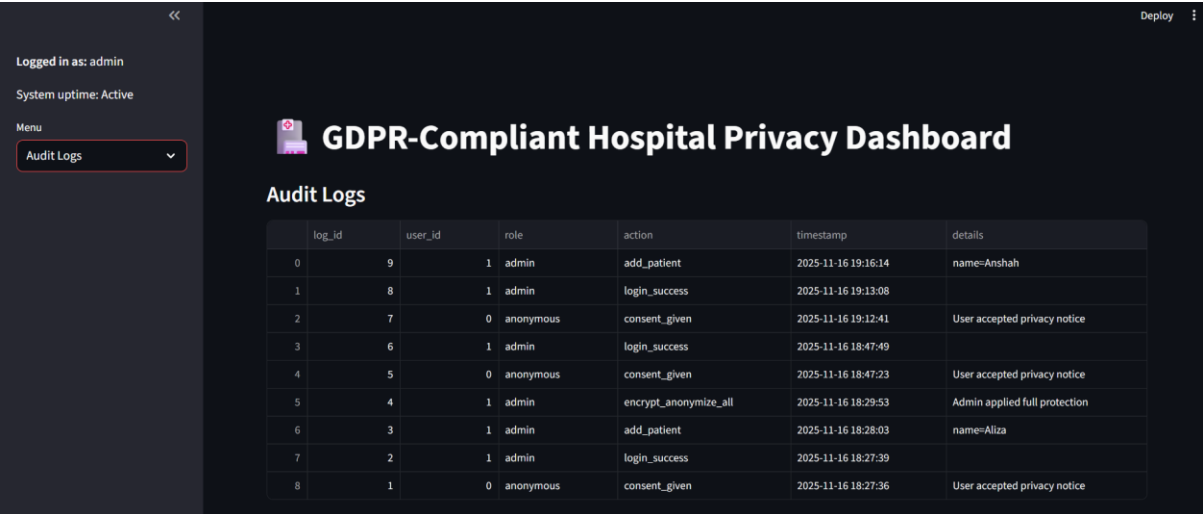 Deploy
Logged in as: admin
System uptime: Active
Menu
Audit Logs
GDPR-Compliant Hospital Privacy Dashboard
Audit Logs
log_id user_id role action timestamp details
0 9 1 admin add_patient 2025-11-16 19:16:14 name=Anshah
1 8 1 admin login_success 2025-11-16 19:13:08
2 7 0 anonymous consent_given 2025-11-16 19:12:41 User accepted privacy notice
3 6 1 admin login_success 2025-11-16 18:47:49
4 5 0 anonymous consent_given 2025-11-16 18:47:23 User accepted privacy notice
5 4 1 admin encrypt_anonymize_all 2025-11-16 18:29:53 Admin applied full protection
6 3 1 admin add_patient 2025-11-16 18:28:03 name=Aliza
7 2 1 admin login_success 2025-11-16 18:27:39
8 1 0 anonymous consent_given 2025-11-16 18:27:36 User accepted privacy notice